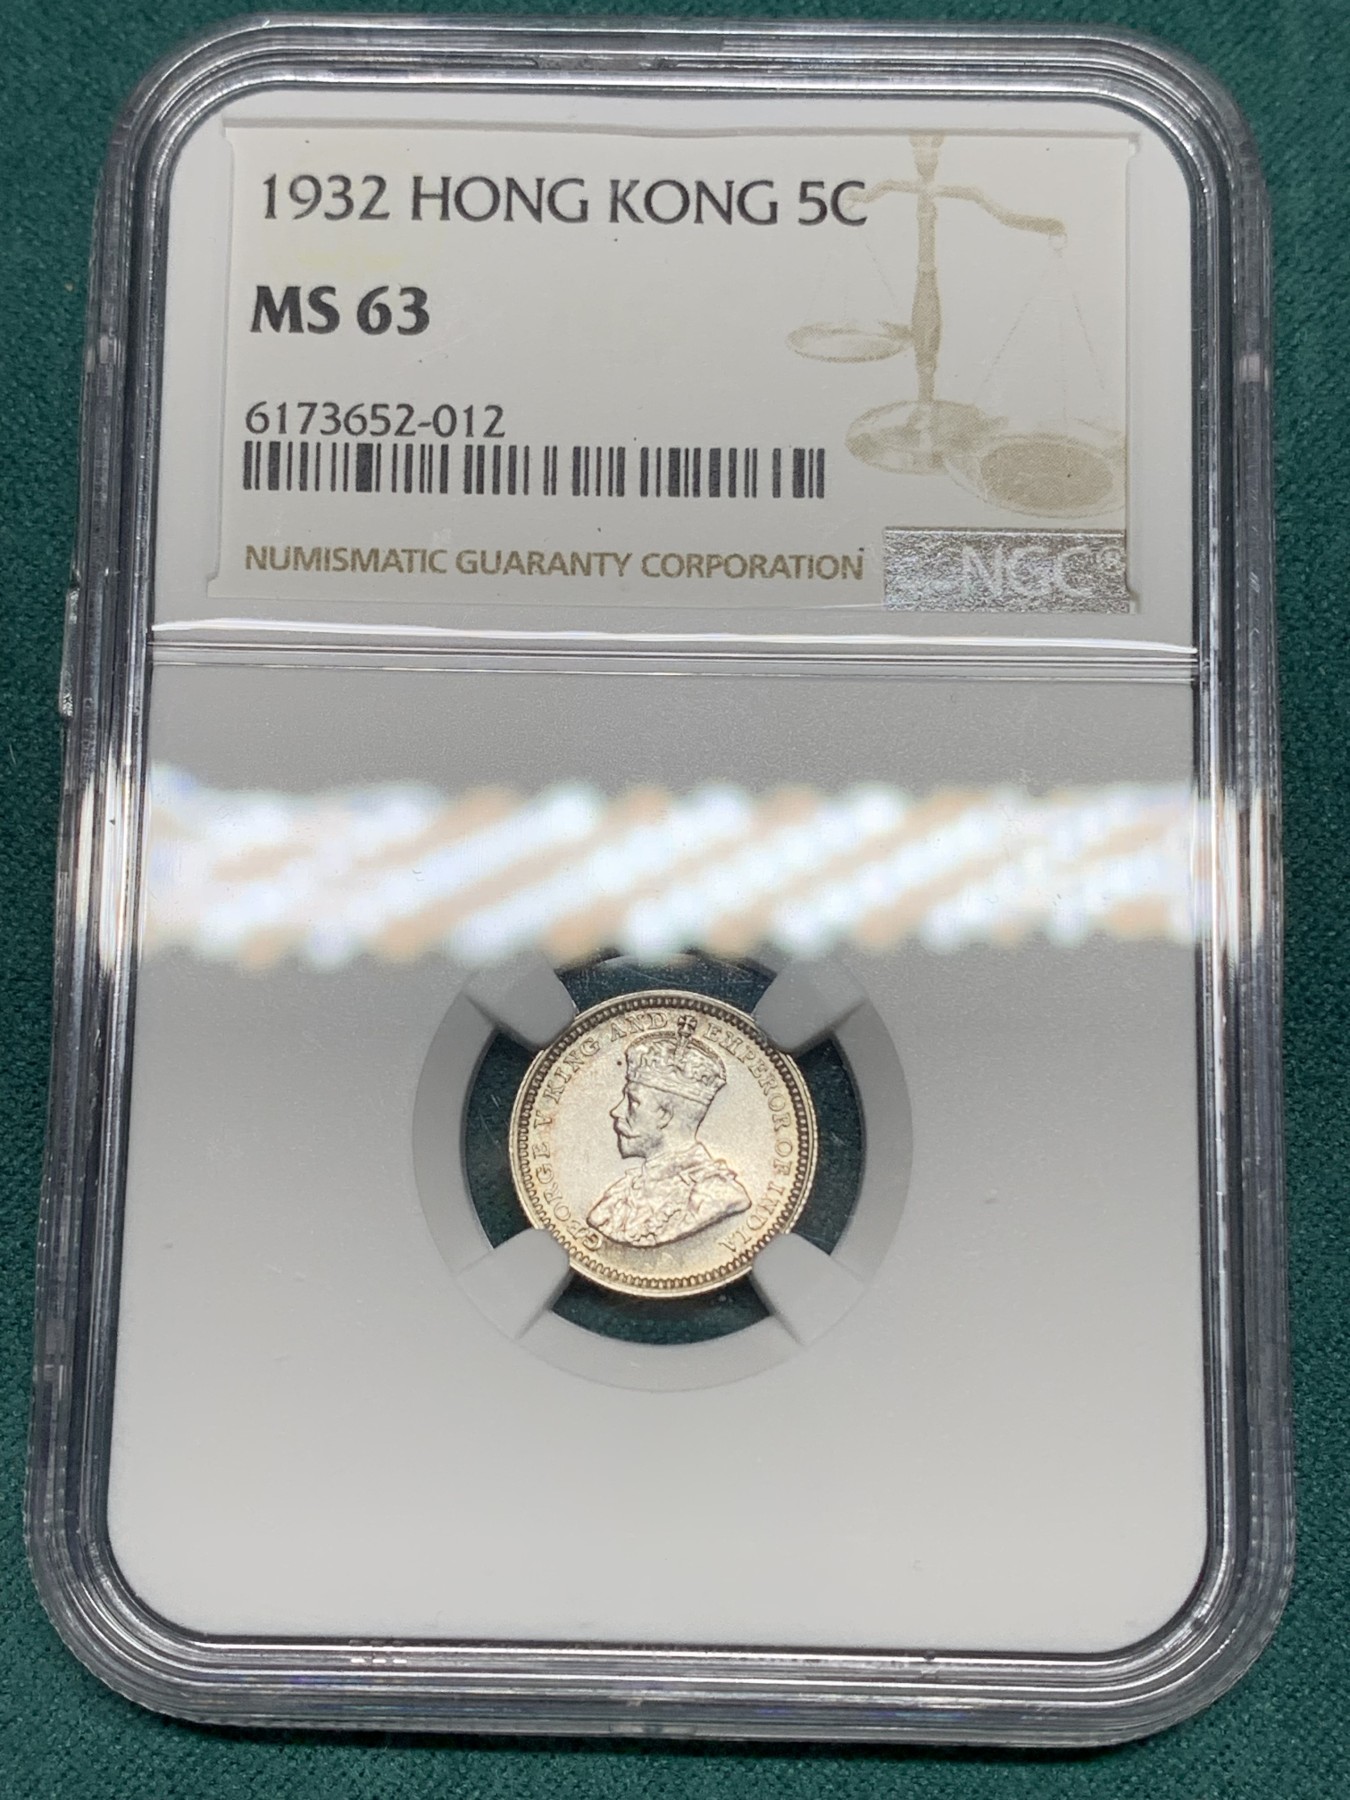 1932 HONG KONG 5C
MS 63
6173652-012
NUMISMATIC GUARANTY CORPORATION
NGC®
GEORGE V KING AND EMPEROR OF INDIA